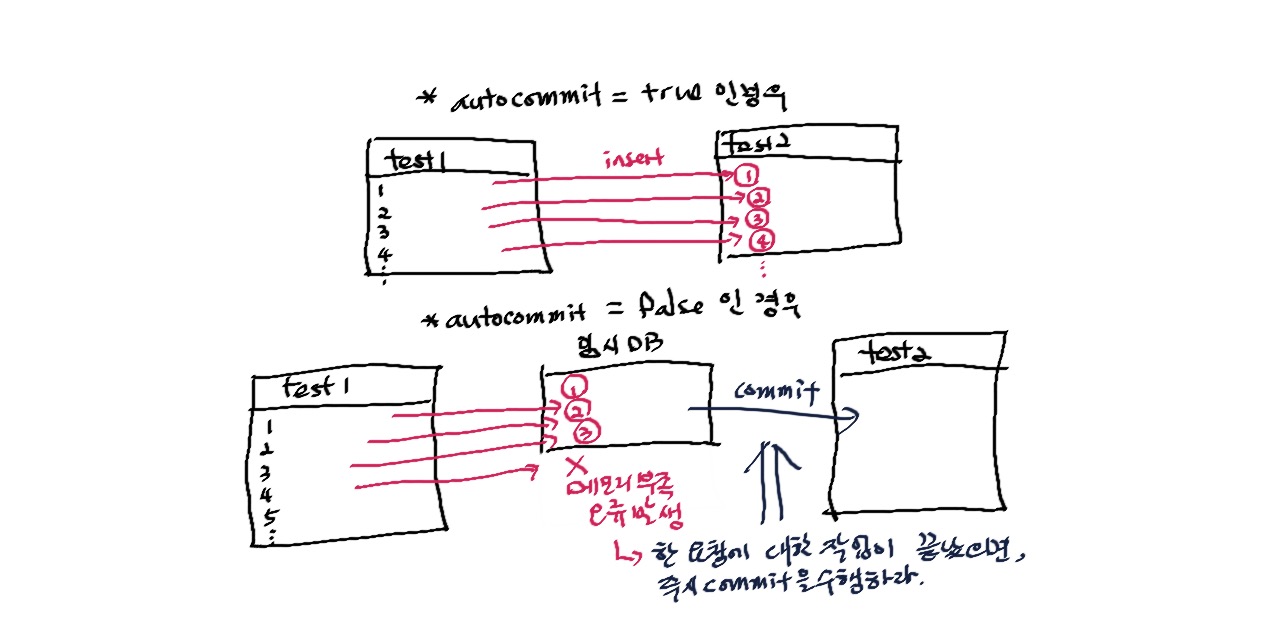 * autocommit = true 인경우
test1
insert
test2
1
2
3
4
①
②
③
④
* autocommit = false 인 경우
임시 DB
test1
test2
commit
1
2
3
4
5
①
②
③
X
메모리부족
오류발생
↳ 한 요청에 대한 작업이 끝났으면,
즉시 commit을 수행하라.